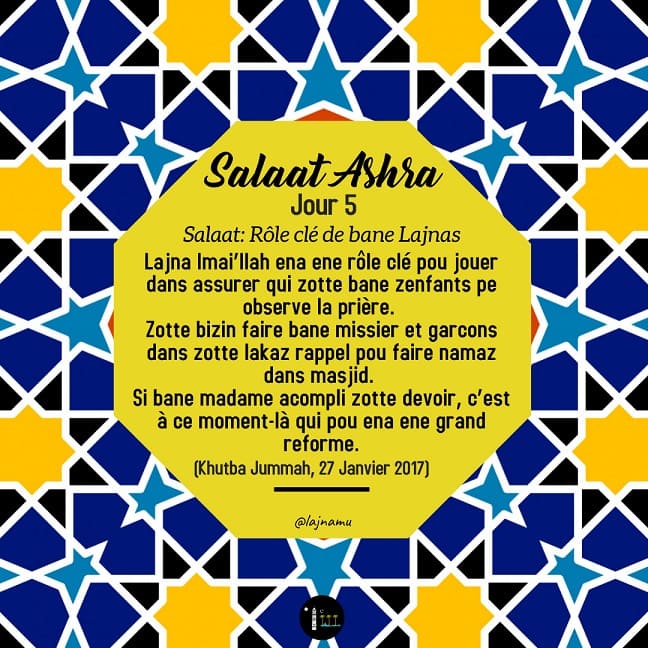 Salaat Ashra
Jour 5
Salaat: Rôle clé de bane Lajnas
Lajna Imai'llah ena ene rôle clé pou jouer
dans assurer qui zotte bane zenfants pe
observe la prière.
Zotte bizin faire bane missier et garcons
dans zotte lakaz rappel pou faire namaz
dans masjid.
Si bane madame acompli zotte devoir, c'est
à ce moment-là qui pou ena ene grand
reforme.
(Khutba Jummah, 27 Janvier 2017)
@lajnamu